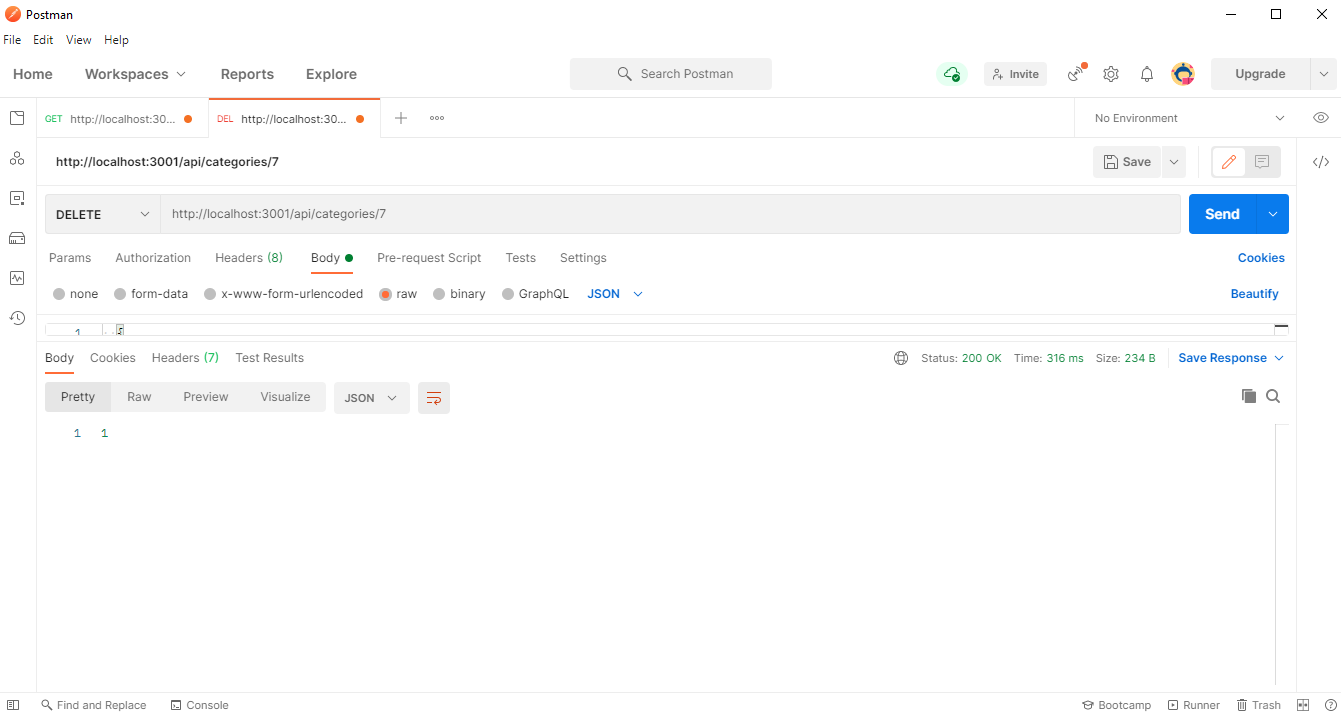 Postman
File Edit View Help
Home Workspaces Reports Explore Search Postman Invite Upgrade
GET http://localhost:30... DEL http://localhost:30... No Environment
http://localhost:3001/api/categories/7 Save
DELETE http://localhost:3001/api/categories/7 Send
Params Authorization Headers (8) Body Pre-request Script Tests Settings Cookies
none form-data x-www-form-urlencoded raw binary GraphQL JSON Beautify
1
Body Cookies Headers (7) Test Results Status: 200 OK Time: 316 ms Size: 234 B Save Response
Pretty Raw Preview Visualize JSON
1 1
Find and Replace Console Bootcamp Runner Trash